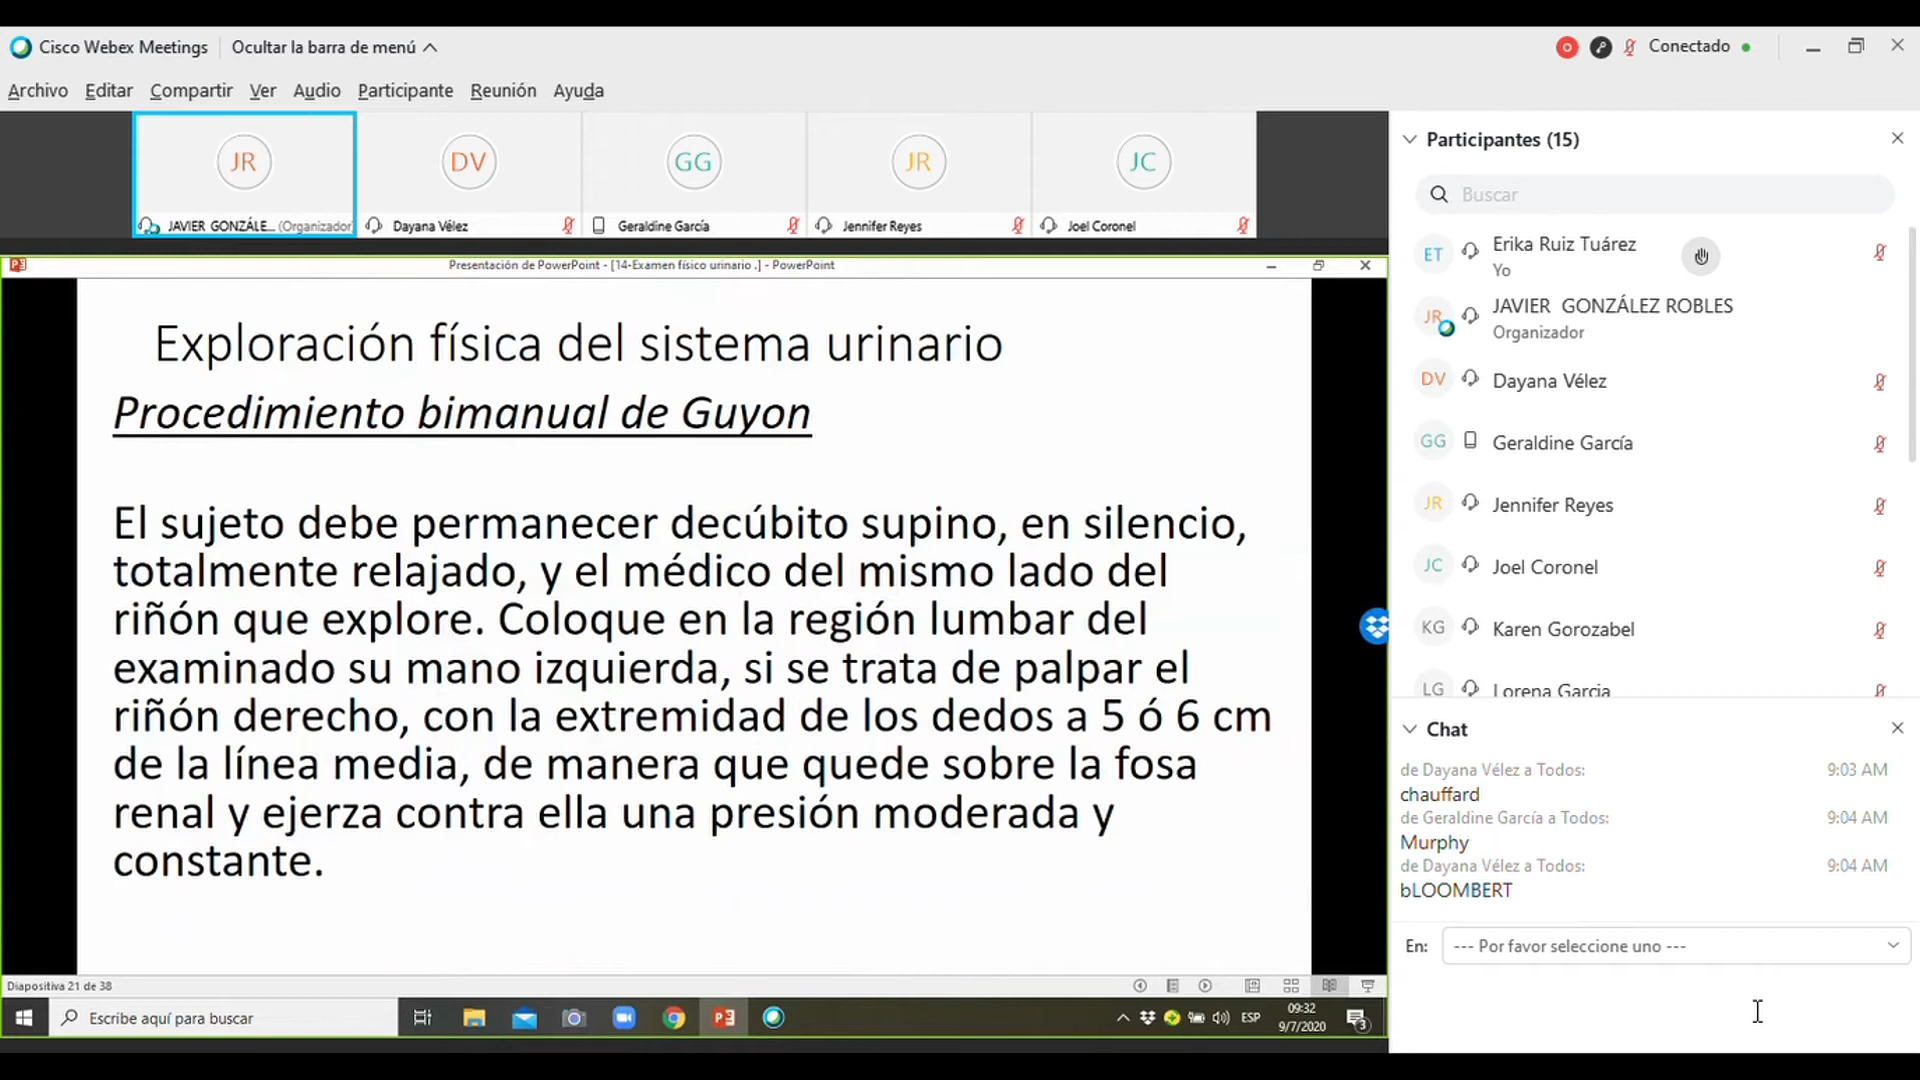 Cisco Webex Meetings
Ocultar la barra de menú
Conectado
Archivo Editar Compartir Ver Audio Participante Reunión Ayuda
JR
DV
GG
JR
JC
JAVIER GONZÁLE... (Organizador)
Dayana Vélez
Geraldine García
Jennifer Reyes
Joel Coronel
Presentación de PowerPoint - [14-Examen físico urinario .] - PowerPoint
Exploración física del sistema urinario
Procedimiento bimanual de Guyon
El sujeto debe permanecer decúbito supino, en silencio,
totalmente relajado, y el médico del mismo lado del
riñón que explore. Coloque en la región lumbar del
examinado su mano izquierda, si se trata de palpar el
riñón derecho, con la extremidad de los dedos a 5 ó 6 cm
de la línea media, de manera que quede sobre la fosa
renal y ejerza contra ella una presión moderada y
constante.
Diapositiva 21 de 38
Escribe aquí para buscar
ESP
09:32
9/7/2020
3
Participantes (15)
Buscar
ET
Erika Ruiz Tuárez
Yo
JR
JAVIER GONZÁLEZ ROBLES
Organizador
DV
Dayana Vélez
GG
Geraldine García
JR
Jennifer Reyes
JC
Joel Coronel
KG
Karen Gorozabel
LG
Lorena Garcia
Chat
de Dayana Vélez a Todos: 9:03 AM
chauffard
de Geraldine García a Todos: 9:04 AM
Murphy
de Dayana Vélez a Todos: 9:04 AM
bLOOMBERT
En: --- Por favor seleccione uno ---